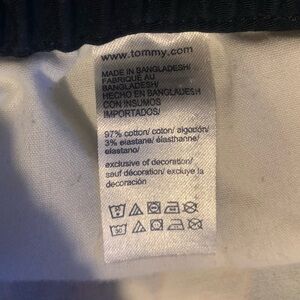 www.tommy.com
MADE IN BANGLADESH/
FABRIQUÉ AU
BANGLADESH/
HECHO EN BANGLADESH
CON INSUMOS
IMPORTADOS/
97% cotton/ coton/ algodón/
3% elastane/ élasthanne/
elastano/
exclusive of decoration/
sauf décoration/ excluye la
decoración